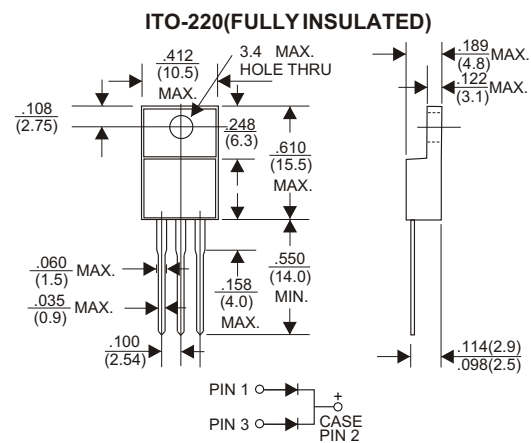 ITO-220(FULLY INSULATED)
.412
(10.5)
MAX.
3.4 MAX.
HOLE THRU
.189
(4.8)
MAX.
.122
(3.1)
MAX.
.108
(2.75)
.248
(6.3)
.610
(15.5)
MAX.
.060
(1.5)
MAX.
.158
(4.0)
MAX.
.550
(14.0)
MIN.
.035
(0.9)
MAX.
.100
(2.54)
.114(2.9)
.098(2.5)
PIN 1
+
CASE
PIN 2
PIN 3